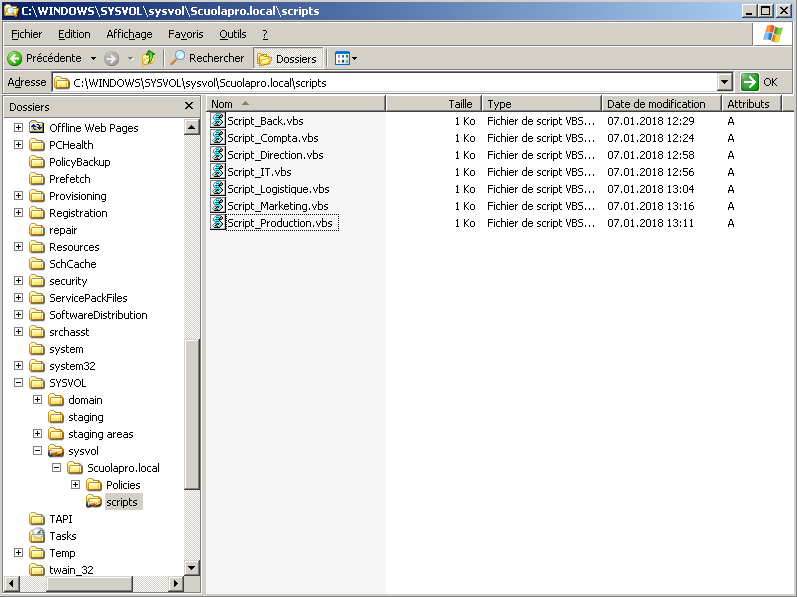 C:\WINDOWS\SYSVOL\sysvol\Scuolapro.local\scripts
Fichier Edition Affichage Favoris Outils ?
Précédente Rechercher Dossiers
Adresse C:\WINDOWS\SYSVOL\sysvol\Scuolapro.local\scripts OK
Dossiers
Offline Web Pages
PCHealth
PolicyBackup
Prefetch
Provisioning
Registration
repair
Resources
SchCache
security
ServicePackFiles
SoftwareDistribution
srchasst
system
system32
SYSVOL
domain
staging
staging areas
sysvol
Scuolapro.local
Policies
scripts
TAPI
Tasks
Temp
twain_32
Nom Taille Type Date de modification Attributs
Script_Back.vbs 1 Ko Fichier de script VBS... 07.01.2018 12:29 A
Script_Compta.vbs 1 Ko Fichier de script VBS... 07.01.2018 12:24 A
Script_Direction.vbs 1 Ko Fichier de script VBS... 07.01.2018 12:58 A
Script_IT.vbs 1 Ko Fichier de script VBS... 07.01.2018 12:56 A
Script_Logistique.vbs 1 Ko Fichier de script VBS... 07.01.2018 13:04 A
Script_Marketing.vbs 1 Ko Fichier de script VBS... 07.01.2018 13:16 A
Script_Production.vbs 1 Ko Fichier de script VBS... 07.01.2018 13:11 A